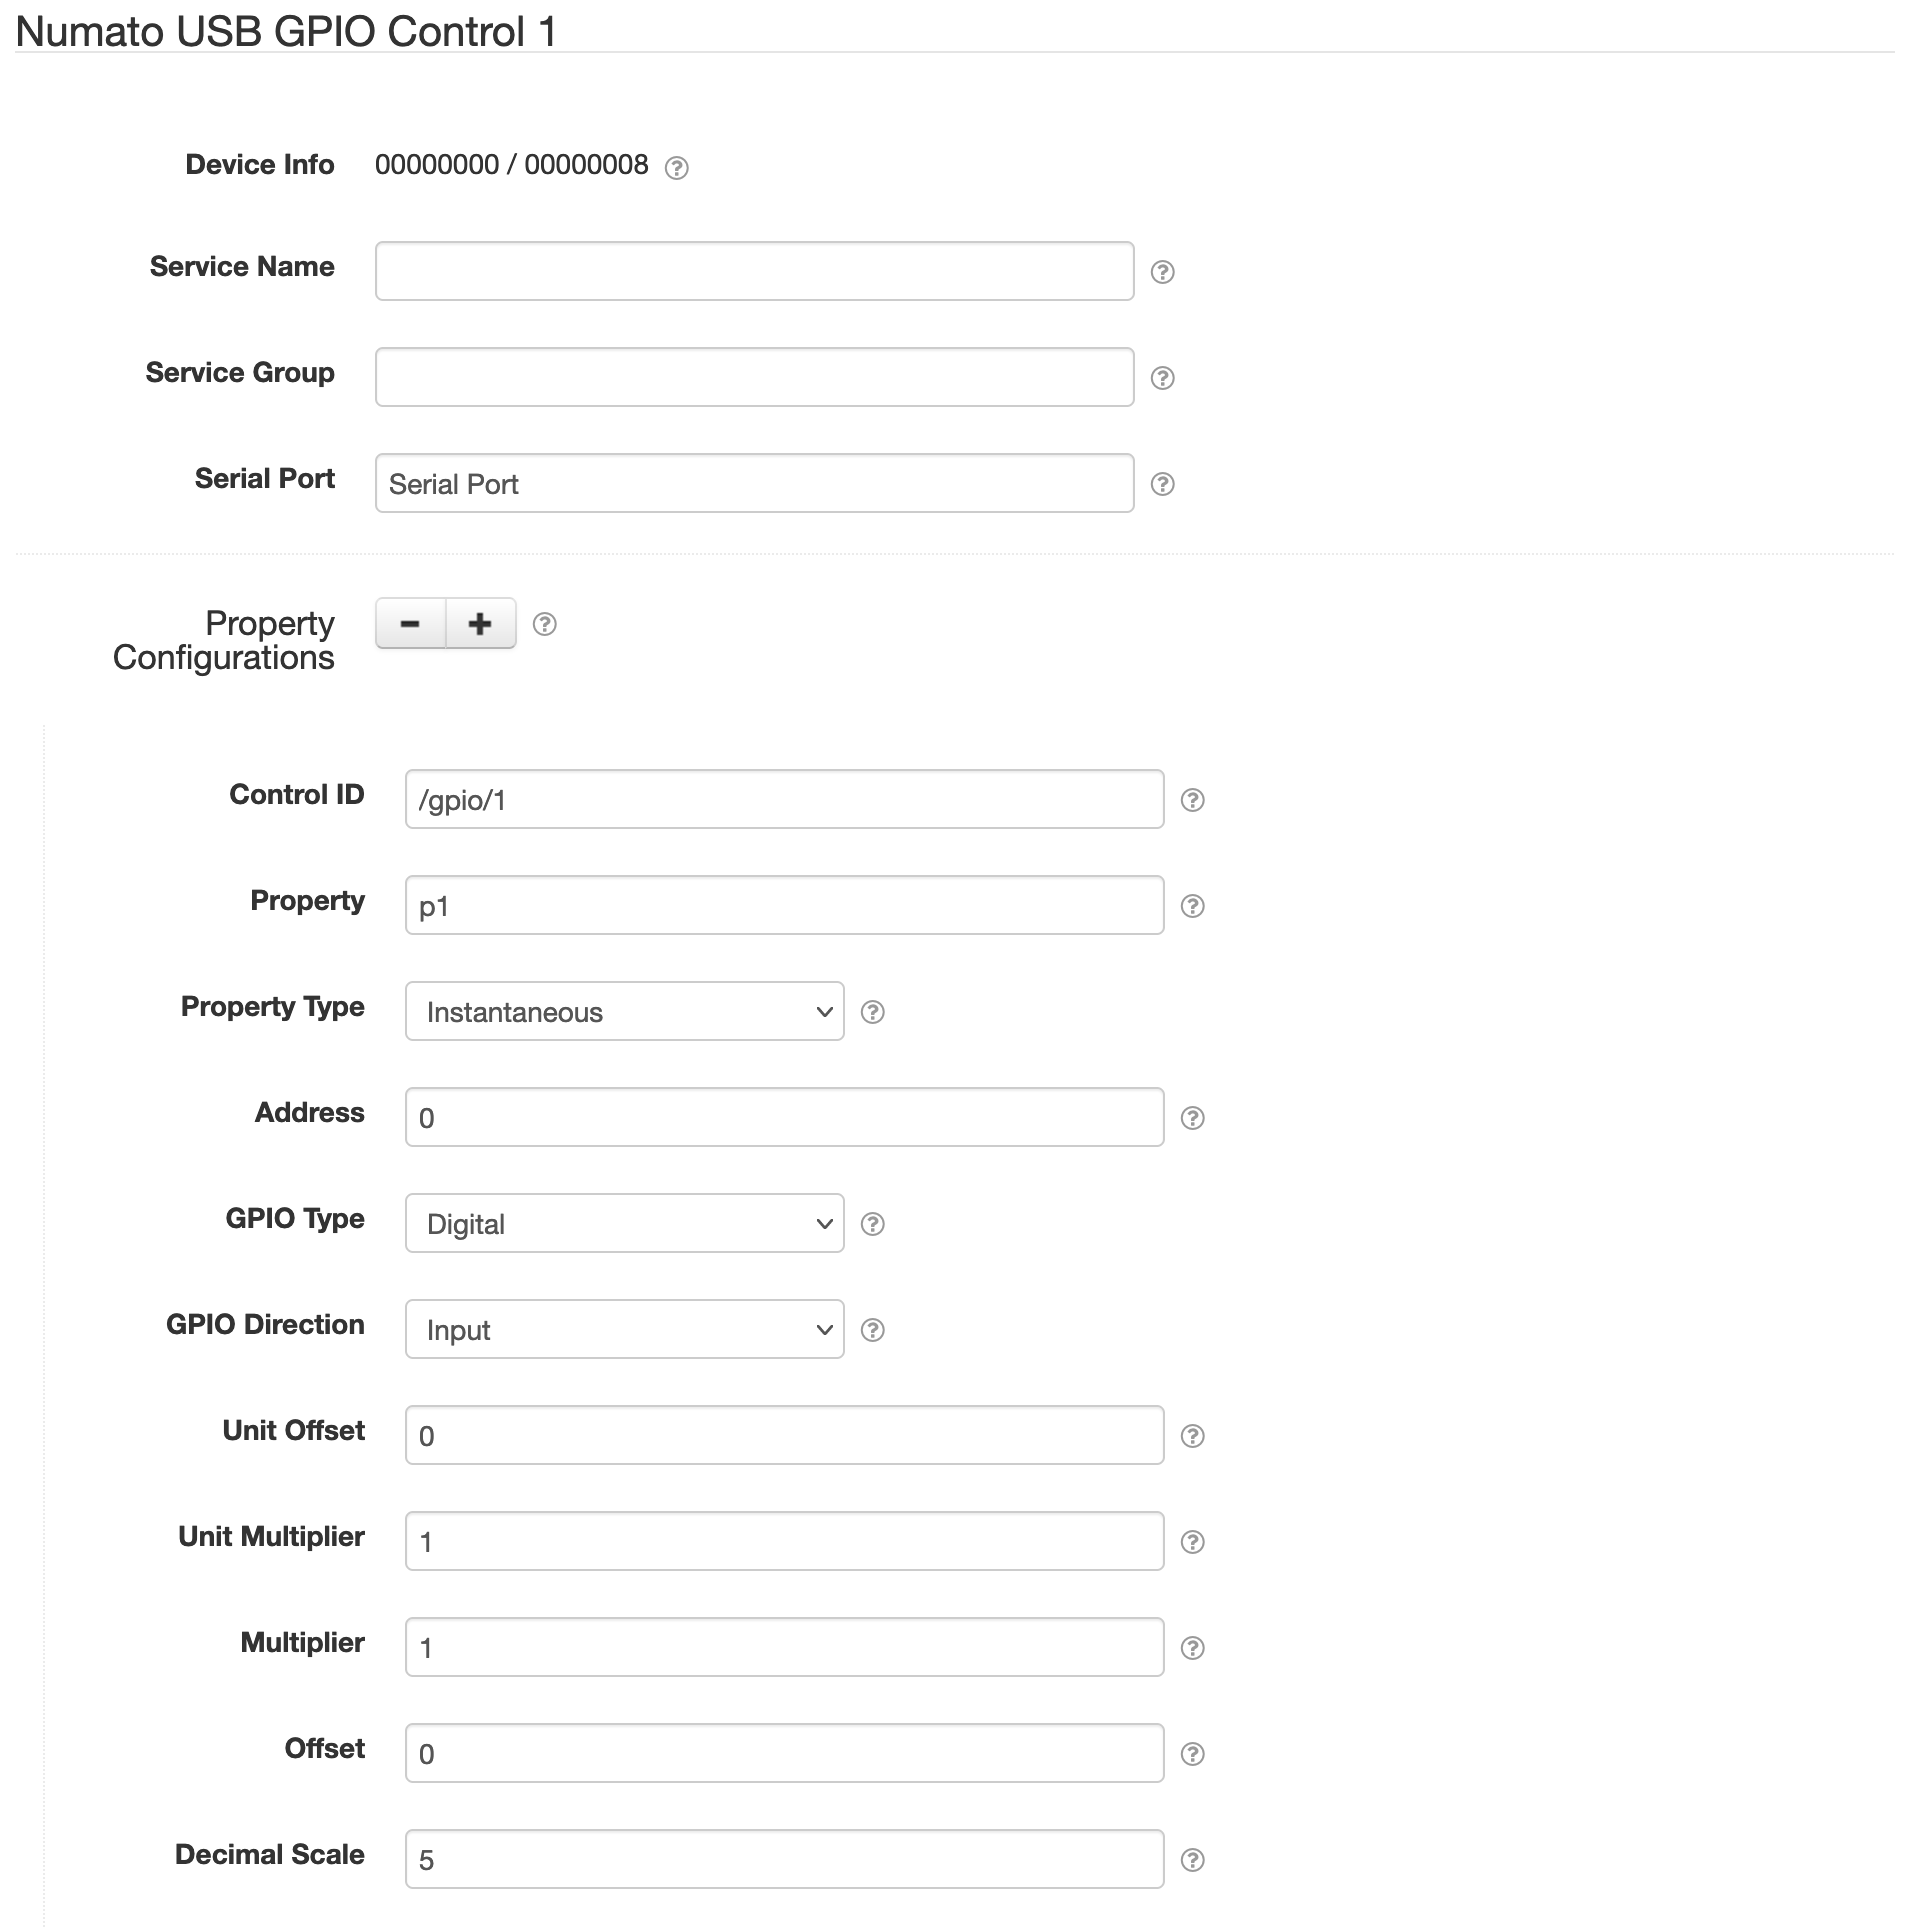 Numato USB GPIO Control 1
Device Info 00000000 / 00000008
Service Name
Service Group
Serial Port Serial Port
Property
Configurations
Control ID /gpio/1
Property p1
Property Type Instantaneous
Address 0
GPIO Type Digital
GPIO Direction Input
Unit Offset 0
Unit Multiplier 1
Multiplier 1
Offset 0
Decimal Scale 5